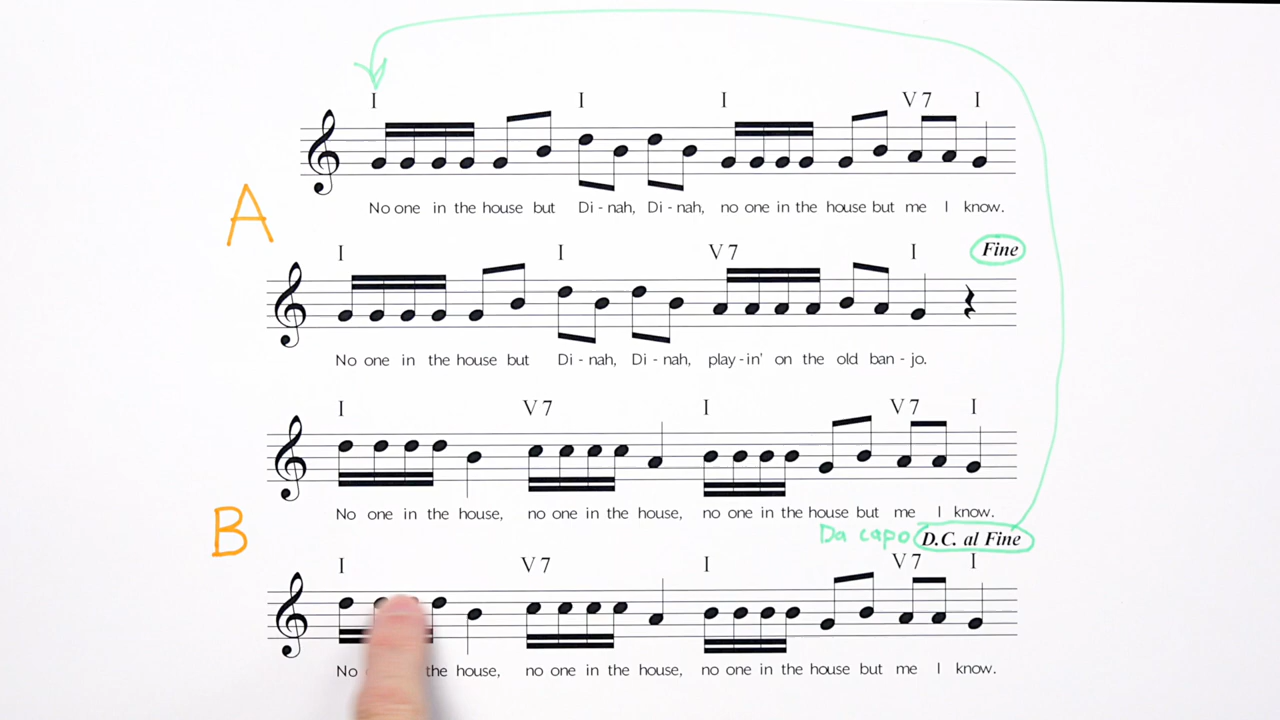 I I I V7 I
No one in the house but Di - nah, Di - nah, no one in the house but me I know.
A
I I V7 I Fine
No one in the house but Di - nah, Di - nah, play-in' on the old ban - jo.
I V7 I V7 I
No one in the house, no one in the house, no one in the house but me I know.
B
Da capo D.C. al Fine
I V7 I V7 I
No the house, no one in the house, no one in the house but me I know.